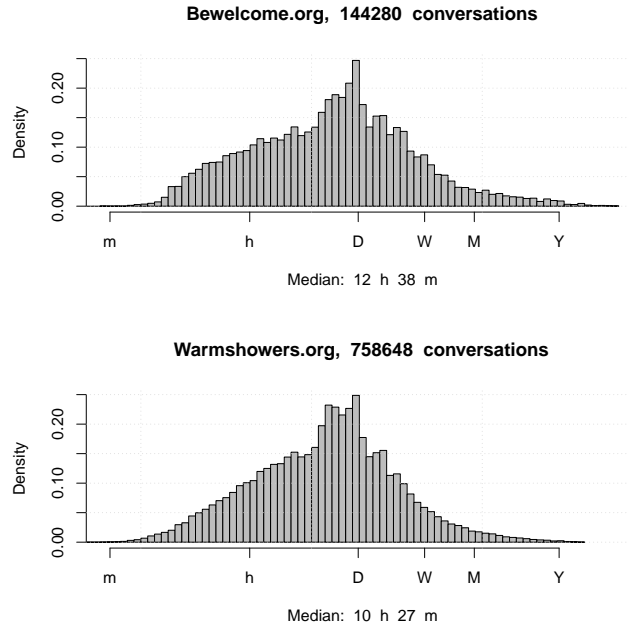 Bewelcome.org, 144280 conversations
Density
0.00 0.10 0.20
m h D W M Y
Median: 12 h 38 m
Warmshowers.org, 758648 conversations
Density
0.00 0.10 0.20
m h D W M Y
Median: 10 h 27 m